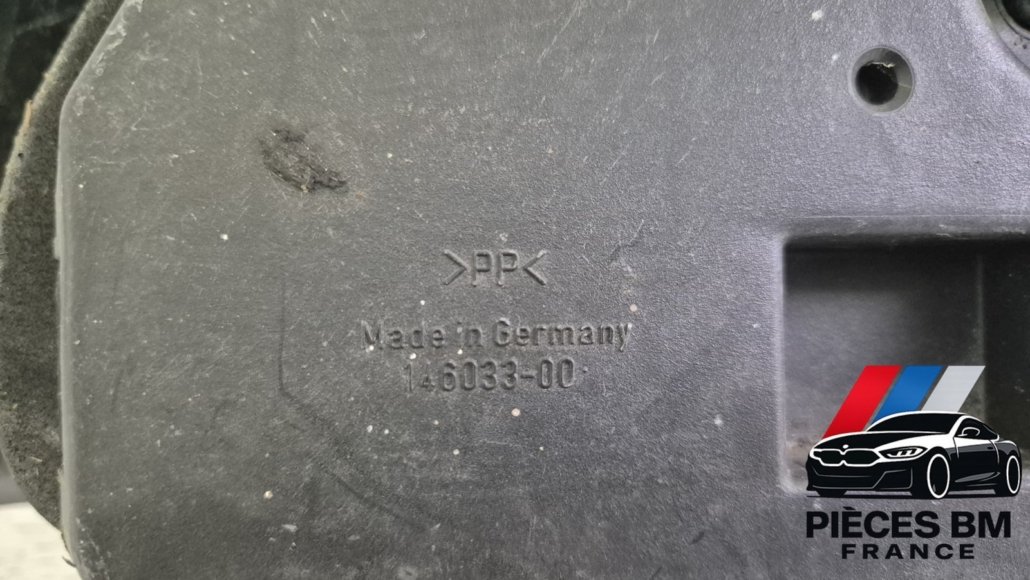 >PP<
Made in Germany
146033-00
PIÈCES BM
FRANCE